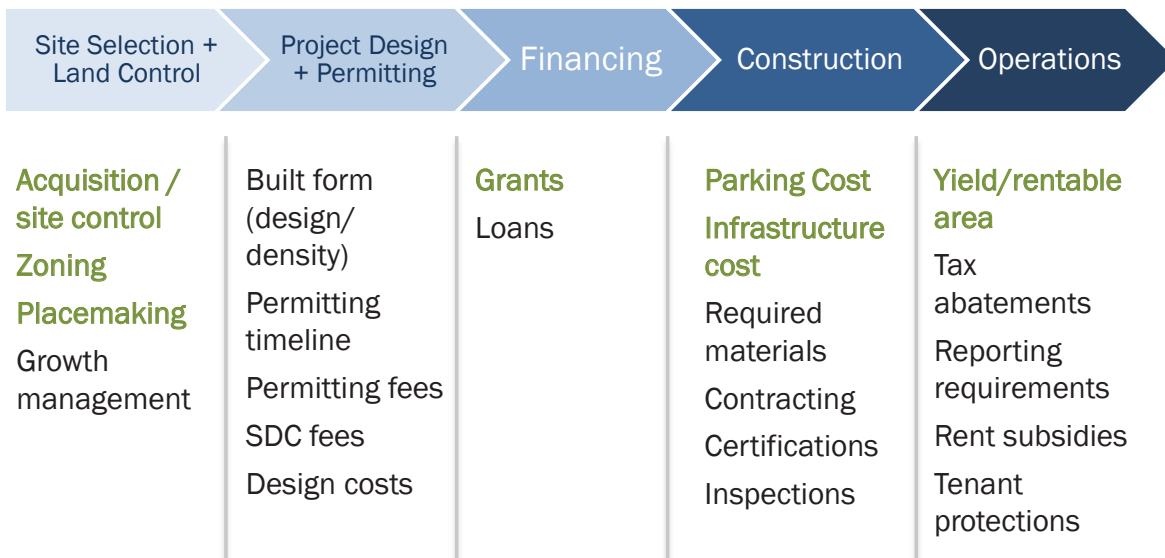 Site Selection +
Land Control
Project Design
+ Permitting
Financing
Construction
Operations
Acquisition /
site control
Zoning
Placemaking
Growth
management
Built form
(design/
density)
Permitting
timeline
Permitting fees
SDC fees
Design costs
Grants
Loans
Parking Cost
Infrastructure
cost
Required
materials
Contracting
Certifications
Inspections
Yield/rentable
area
Tax
abatements
Reporting
requirements
Rent subsidies
Tenant
protections